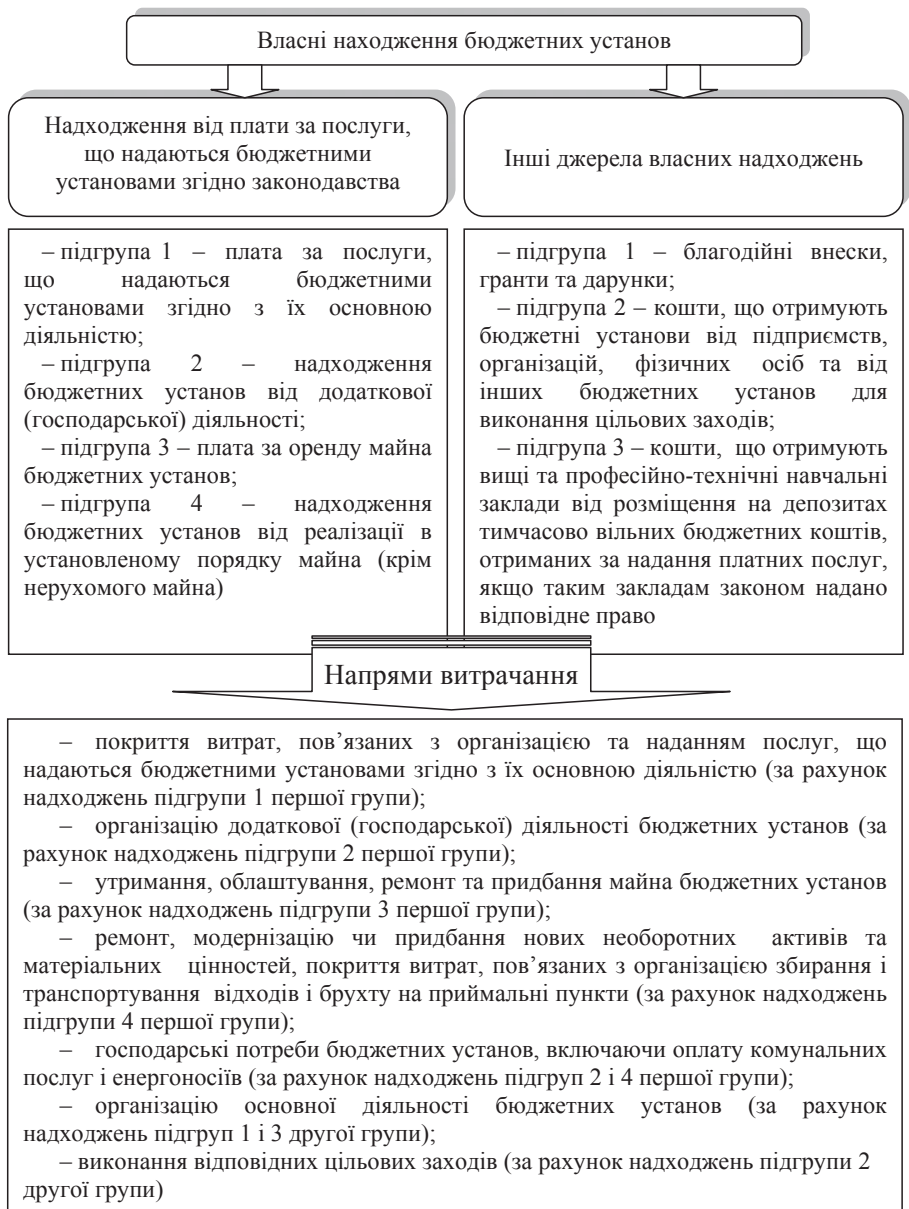 Власні находження бюджетних установ
Надходження від плати за послуги,
що надаються бюджетними
установами згідно законодавства
Інші джерела власних надходжень
– підгрупа 1 – плата за послуги,
що надаються бюджетними
установами згідно з їх основною
діяльністю;
– підгрупа 2 – надходження
бюджетних установ від додаткової
(господарської) діяльності;
– підгрупа 3 – плата за оренду майна
бюджетних установ;
– підгрупа 4 – надходження
бюджетних установ від реалізації в
установленому порядку майна (крім
нерухомого майна)
– підгрупа 1 – благодійні внески,
гранти та дарунки;
– підгрупа 2 – кошти, що отримують
бюджетні установи від підприємств,
організацій, фізичних осіб та від
інших бюджетних установ для
виконання цільових заходів;
– підгрупа 3 – кошти, що отримують
вищі та професійно-технічні навчальні
заклади від розміщення на депозитах
тимчасово вільних бюджетних коштів,
отриманих за надання платних послуг,
якщо таким закладам законом надано
відповідне право
Напрями витрачання
– покриття витрат, пов’язаних з організацією та наданням послуг, що
надаються бюджетними установами згідно з їх основною діяльністю (за рахунок
надходжень підгрупи 1 першої групи);
– організацію додаткової (господарської) діяльності бюджетних установ (за
рахунок надходжень підгрупи 2 першої групи);
– утримання, облаштування, ремонт та придбання майна бюджетних установ
(за рахунок надходжень підгрупи 3 першої групи);
– ремонт, модернізацію чи придбання нових необоротних активів та
матеріальних цінностей, покриття витрат, пов’язаних з організацією збирання і
транспортування відходів і брухту на приймальні пункти (за рахунок надходжень
підгрупи 4 першої групи);
– господарські потреби бюджетних установ, включаючи оплату комунальних
послуг і енергоносіїв (за рахунок надходжень підгруп 2 і 4 першої групи);
– організацію основної діяльності бюджетних установ (за рахунок
надходжень підгруп 1 і 3 другої групи);
– виконання відповідних цільових заходів (за рахунок надходжень підгрупи 2
другої групи)